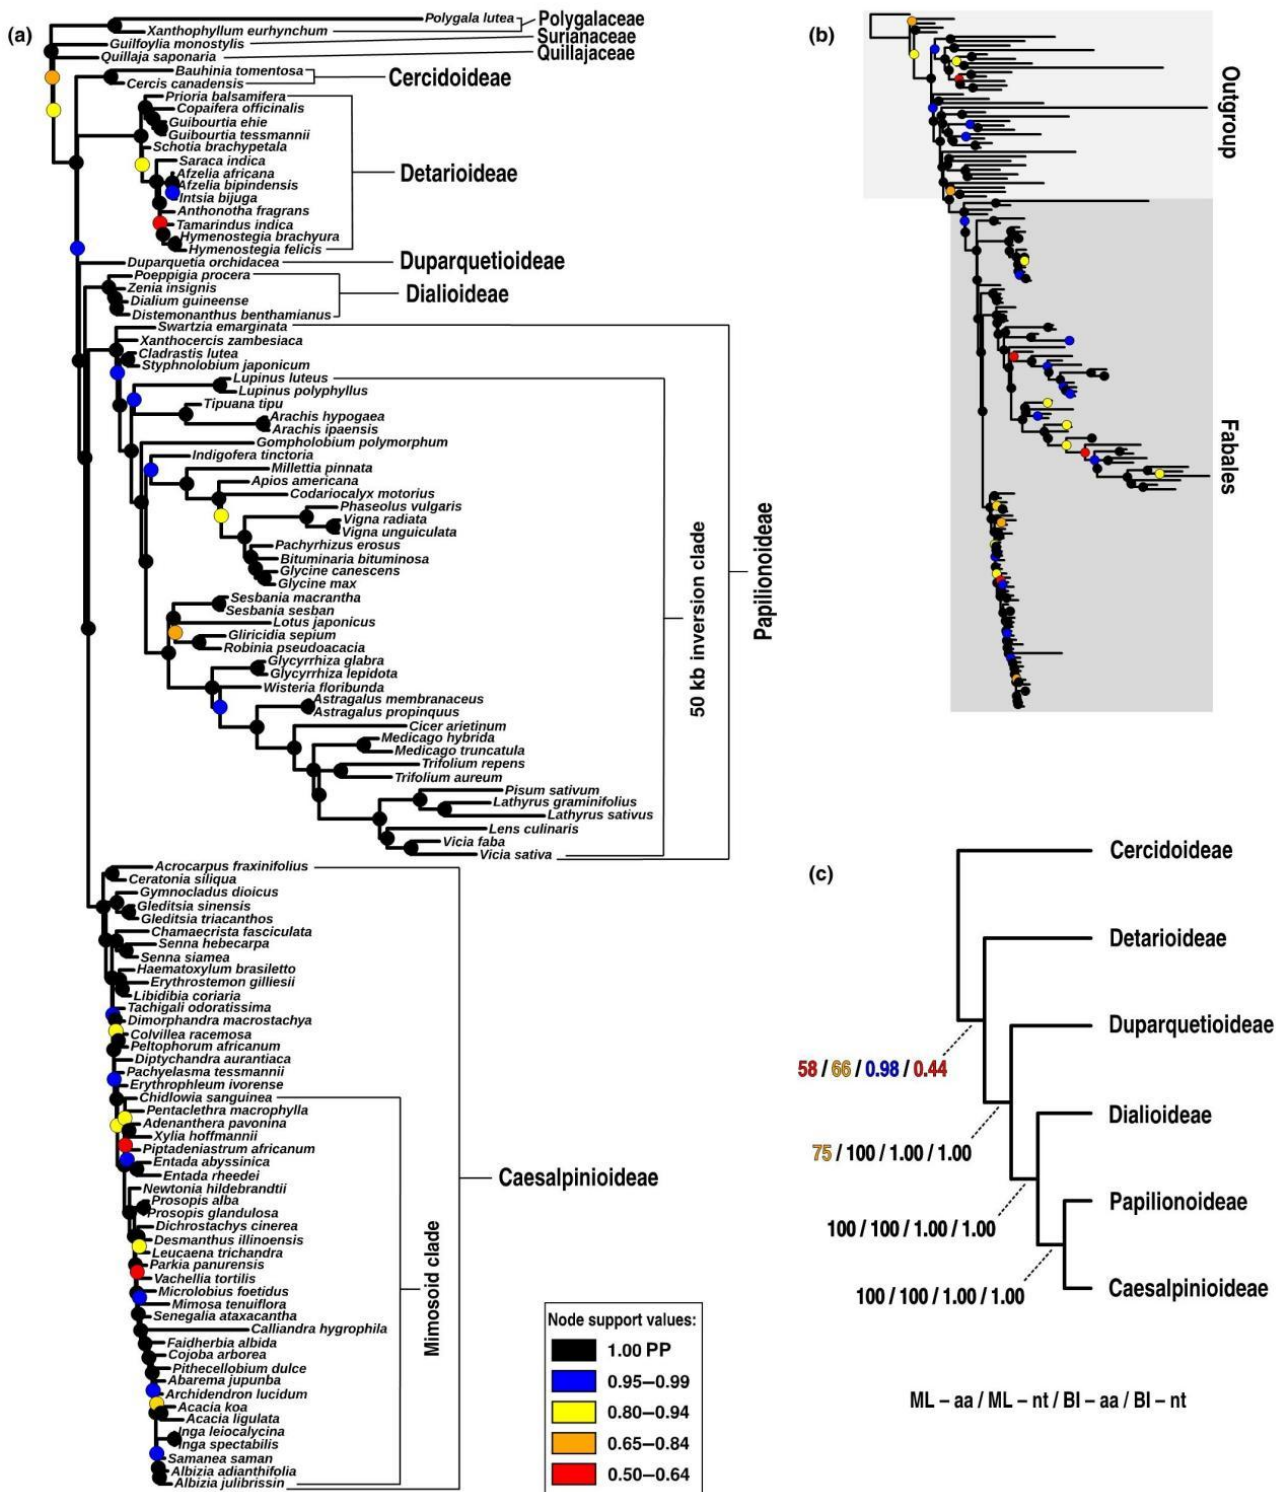 (a)
Polygala lutea
Xanthophyllum eurhynchum
Polygalaceae
Guilfoylia monostylis
Surianaceae
Quillaja saponaria
Quillajaceae
Bauhinia tomentosa
Cercis canadensis
Cercidoideae
Prioria balsamifera
Copaifera officinalis
Guibourtia ehie
Guibourtia tessmannii
Schotia brachypetala
Saraca indica
Afzelia africana
Afzelia bipindensis
Intsia bijuga
Anthonotha fragrans
Tamarindus indica
Hymenostegia brachyura
Hymenostegia felicis
Detarioideae
Duparquetia orchidacea
Duparquetioideae
Poeppigia procera
Zenia insignis
Dialium guineense
Distemonanthus benthamianus
Dialioideae
Swartzia emarginata
Xanthocercis zambesiaca
Cladrastis lutea
Styphnolobium japonicum
Lupinus luteus
Lupinus polyphyllus
Tipuana tipu
Arachis hypogaea
Arachis ipaensis
Gompholobium polymorphum
Indigofera tinctoria
Millettia pinnata
Apios americana
Codariocalyx motorius
Phaseolus vulgaris
Vigna radiata
Vigna unguiculata
Pachyrhizus erosus
Bituminaria bituminosa
Glycine canescens
Glycine max
Sesbania macrantha
Sesbania sesban
Lotus japonicus
Gliricidia sepium
Robinia pseudoacacia
Glycyrrhiza glabra
Glycyrrhiza lepidota
Wisteria floribunda
Astragalus membranaceus
Astragalus propinquus
Cicer arietinum
Medicago hybrida
Medicago truncatula
Trifolium repens
Trifolium aureum
Pisum sativum
Lathyrus graminifolius
Lathyrus sativus
Lens culinaris
Vicia faba
Vicia sativa
50 kb inversion clade
Papilionoideae
Acrocarpus fraxinifolius
Ceratonia siliqua
Gymnocladus dioicus
Gleditsia sinensis
Gleditsia triacanthos
Chamaecrista fasciculata
Senna hebecarpa
Senna siamea
Haematoxylum brasiletto
Erythrostemon gilliesii
Libidibia coriaria
Tachigali odoratissima
Dimorphandra macrostachya
Colvillea racemosa
Peltophorum africanum
Diptychandra aurantiaca
Pachyelasma tessmannii
Erythrophleum ivorense
Chidlowia sanguinea
Pentaclethra macrophylla
Adenanthera pavonina
Xylia hoffmannii
Piptadeniastrum africanum
Entada abyssinica
Entada rheedei
Newtonia hildebrandtii
Prosopis alba
Prosopis glandulosa
Dichrostachys cinerea
Desmanthus illinoensis
Leucaena trichandra
Parkia panurensis
Vachellia tortilis
Microlobius foetidus
Mimosa tenuiflora
Senegalia ataxacantha
Calliandra hygrophila
Faidherbia albida
Cojoba arborea
Pithecellobium dulce
Abarema jupunba
Archidendron lucidum
Acacia koa
Acacia ligulata
Inga leiocalycina
Inga spectabilis
Samanea saman
Albizia adianthifolia
Albizia julibrissin
Mimosoid clade
Caesalpinioideae
Node support values:
1.00 PP
0.95–0.99
0.80–0.94
0.65–0.84
0.50–0.64
(b)
Outgroup
Fabales
(c)
Cercidoideae
Detarioideae
Duparquetioideae
58 / 66 / 0.98 / 0.44
Dialioideae
75 / 100 / 1.00 / 1.00
Papilionoideae
100 / 100 / 1.00 / 1.00
Caesalpinioideae
100 / 100 / 1.00 / 1.00
ML – aa / ML – nt / BI – aa / BI – nt